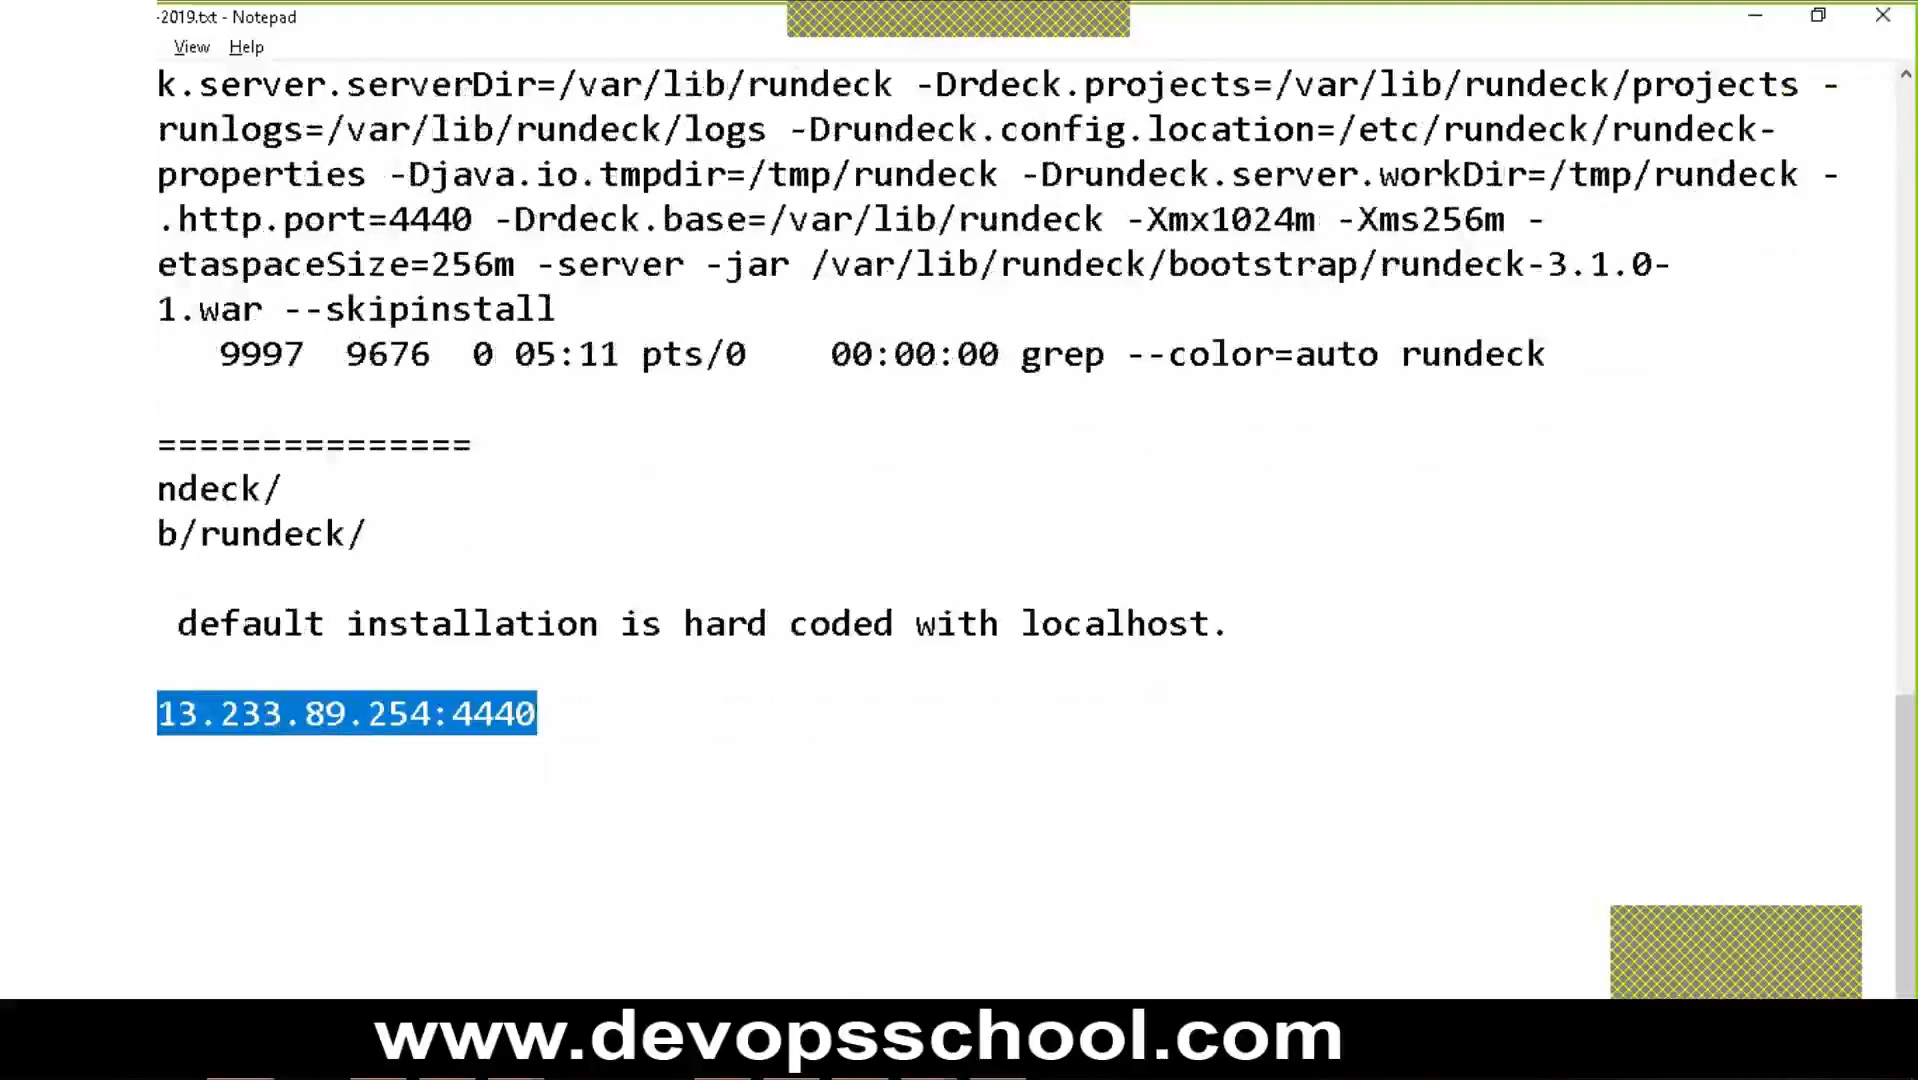 -2019.txt - Notepad
View Help
k.server.serverDir=/var/lib/rundeck -Drdeck.projects=/var/lib/rundeck/projects -
runlogs=/var/lib/rundeck/logs -Drundeck.config.location=/etc/rundeck/rundeck-
properties -Djava.io.tmpdir=/tmp/rundeck -Drundeck.server.workDir=/tmp/rundeck -
.http.port=4440 -Drdeck.base=/var/lib/rundeck -Xmx1024m -Xms256m -
etaspaceSize=256m -server -jar /var/lib/rundeck/bootstrap/rundeck-3.1.0-
1.war --skipinstall
9997 9676 0 05:11 pts/0 00:00:00 grep --color=auto rundeck
===============
ndeck/
b/rundeck/
default installation is hard coded with localhost.
13.233.89.254:4440
www.devopsschool.com